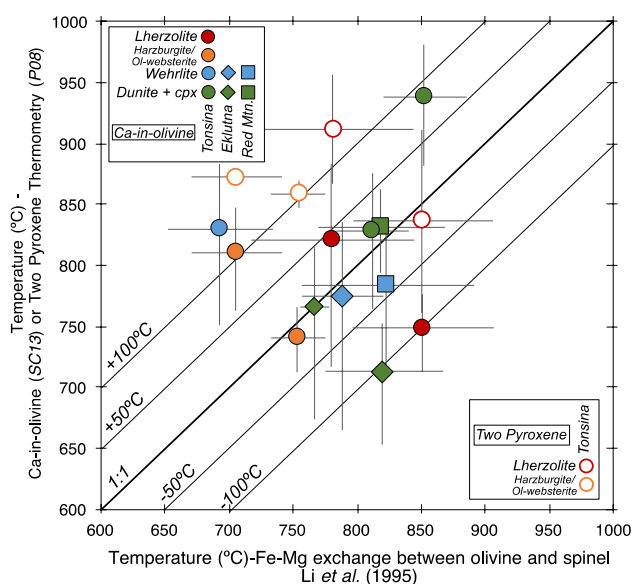 Temperature (°C) -
Ca-in-olivine (SC13) or Two Pyroxene Thermometry (P08)
1000
950
900
850
800
750
700
650
600
Lherzolite
Harzburgite/
Ol-websterite
Wehrlite
Dunite + cpx
Ca-in-olivine
Tonsina
Eklutna
Red Mtn.
+100ºC
+50ºC
1:1
-50ºC
-100ºC
Two Pyroxene
Tonsina
Lherzolite
Harzburgite/
Ol-websterite
600 650 700 750 800 850 900 950 1000
Temperature (ºC)-Fe-Mg exchange between olivine and spinel
Li et al. (1995)